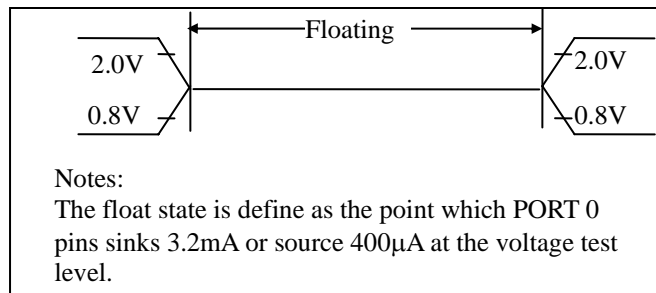 Floating
2.0V
2.0V
0.8V
0.8V
Notes:
The float state is define as the point which PORT 0
pins sinks 3.2mA or source 400μA at the voltage test
level.